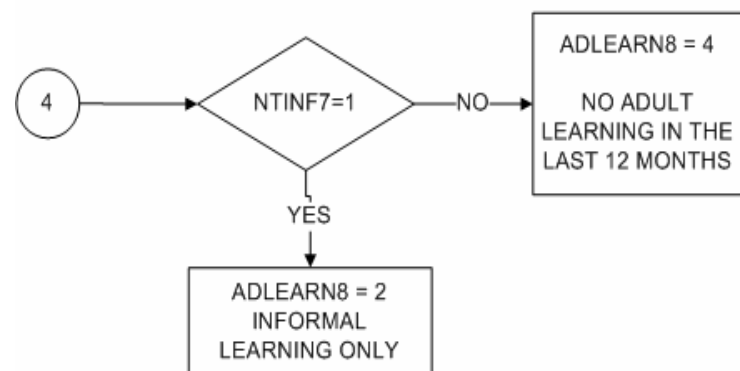 4
NTINF7=1
NO
ADLEARN8 = 4
NO ADULT
LEARNING IN THE
LAST 12 MONTHS
YES
ADLEARN8 = 2
INFORMAL
LEARNING ONLY